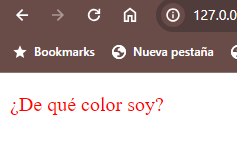 127.0.0
Bookmarks
Nueva pestaña
¿De qué color soy?